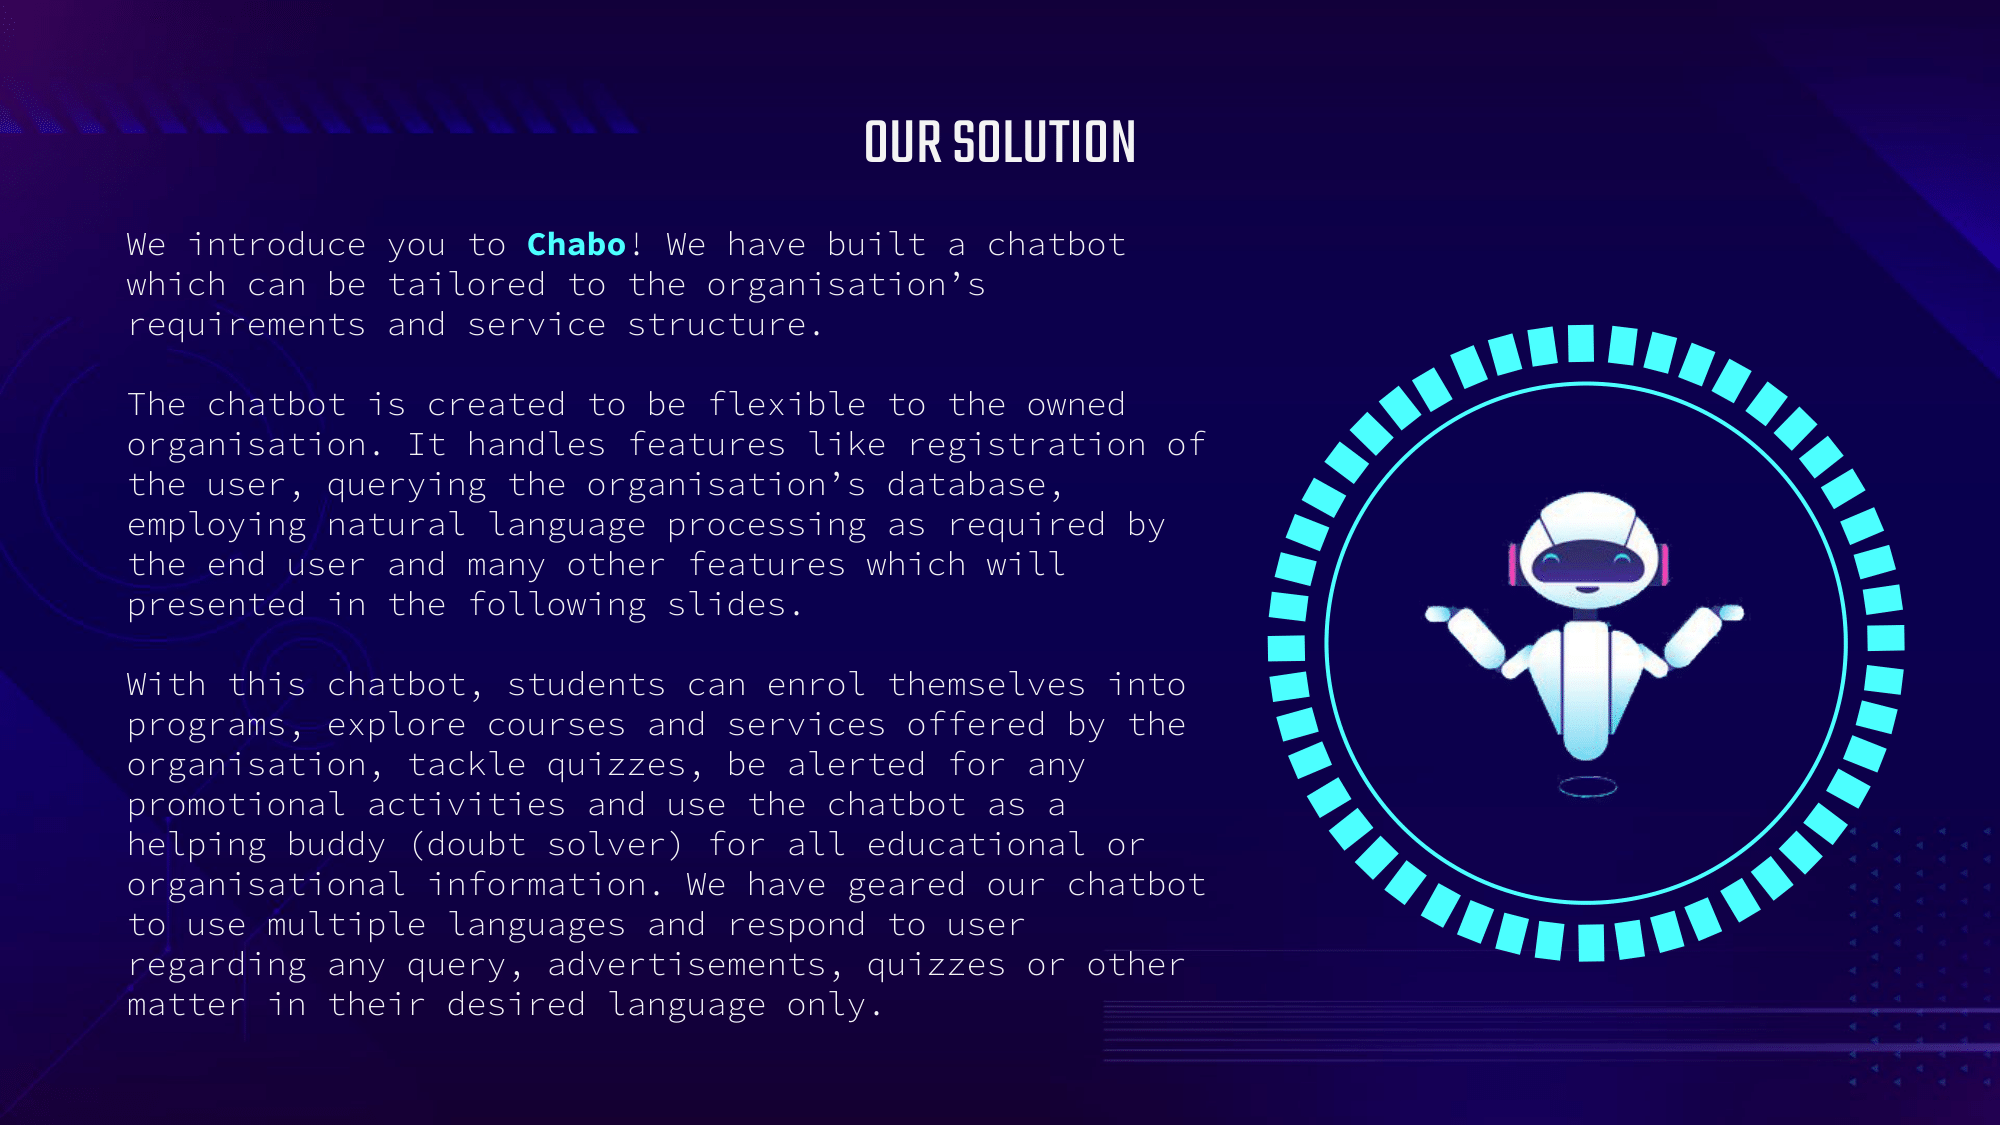 OUR SOLUTION
We introduce you to Chabo! We have built a chatbot
which can be tailored to the organisation’s
requirements and service structure.
The chatbot is created to be flexible to the owned
organisation. It handles features like registration of
the user, querying the organisation’s database,
employing natural language processing as required by
the end user and many other features which will
presented in the following slides.
With this chatbot, students can enrol themselves into
programs, explore courses and services offered by the
organisation, tackle quizzes, be alerted for any
promotional activities and use the chatbot as a
helping buddy (doubt solver) for all educational or
organisational information. We have geared our chatbot
to use multiple languages and respond to user
regarding any query, advertisements, quizzes or other
matter in their desired language only.